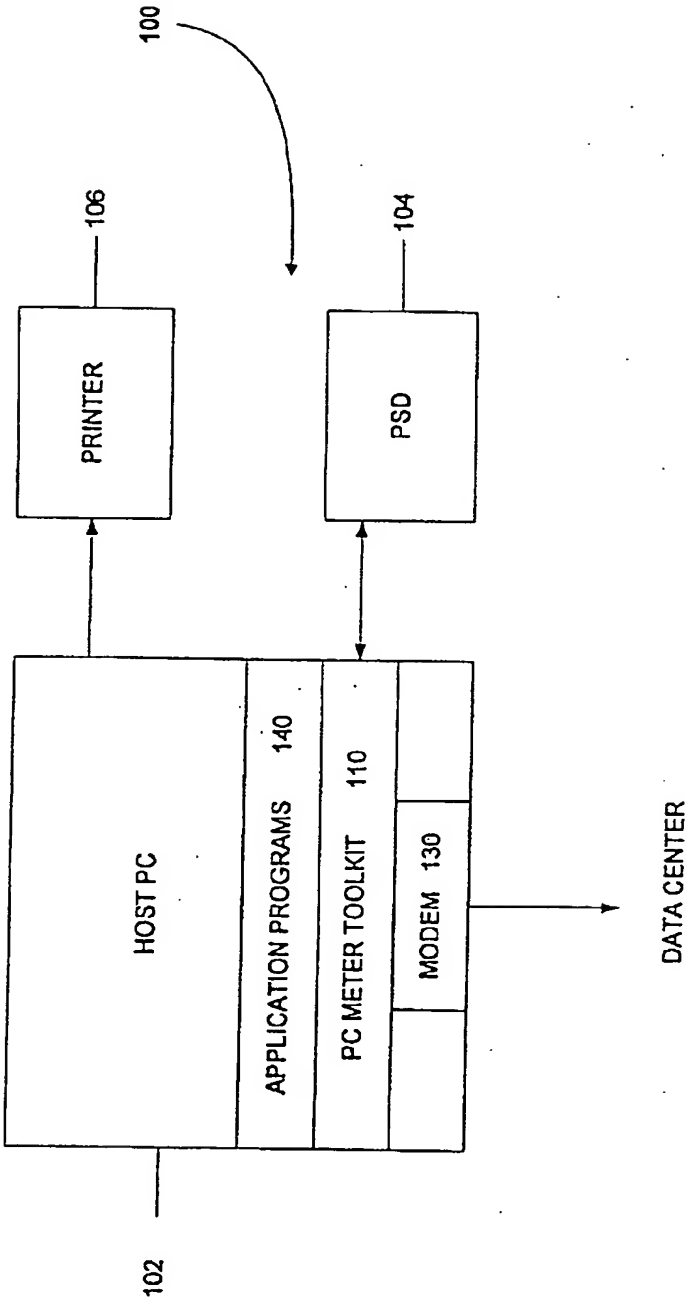 100
PRINTER
106
HOST PC
PSD
104
APPLICATION PROGRAMS 140
PC METER TOOLKIT 110
MODEM 130
102
DATA CENTER